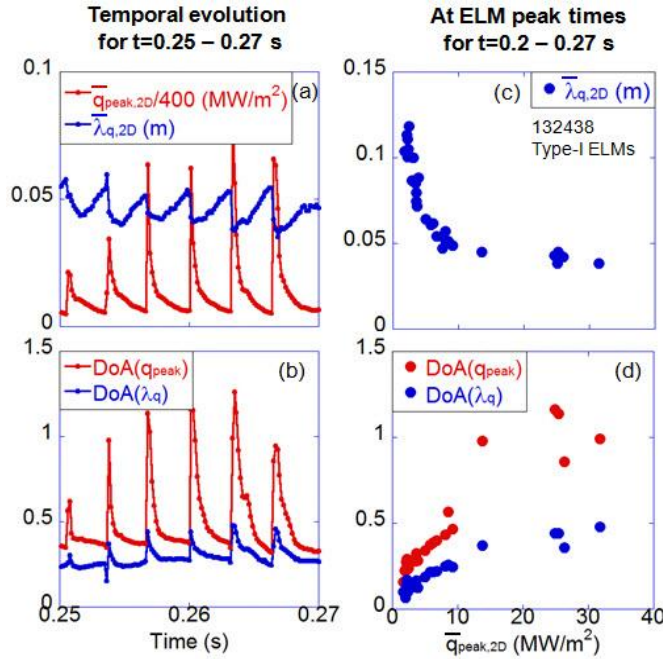 Temporal evolution
for t=0.25 – 0.27 s
0.1
q̅peak,2D/400 (MW/m²)
λ̅q,2D (m)
(a)
0.05
0
1.5
DoA(qpeak)
DoA(λq)
(b)
1
0.5
0
0.25
0.26
0.27
Time (s)
At ELM peak times
for t=0.2 – 0.27 s
0.15
(c)
λ̅q,2D (m)
132438
Type-I ELMs
0.1
0.05
0
1.5
DoA(qpeak)
DoA(λq)
(d)
1
0.5
0
0
10
20
30
40
q̅peak,2D (MW/m²)